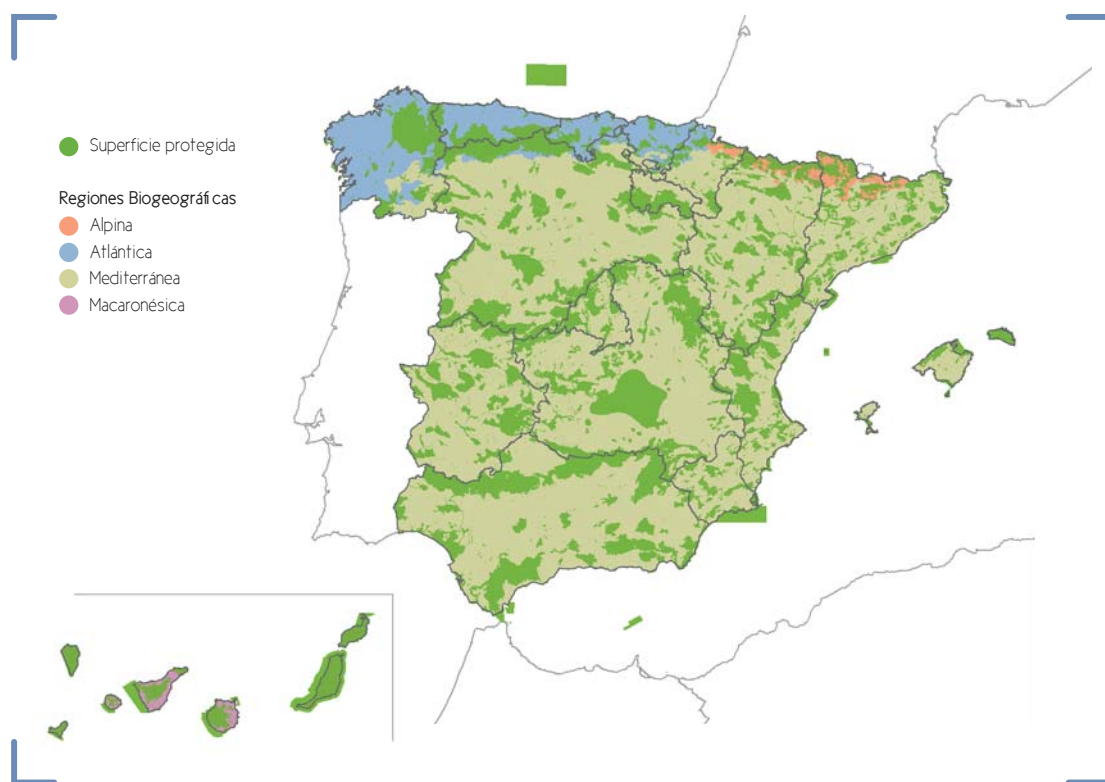 Superficie protegida
Regiones Biogeográficas
Alpina
Atlántica
Mediterránea
Macaronésica